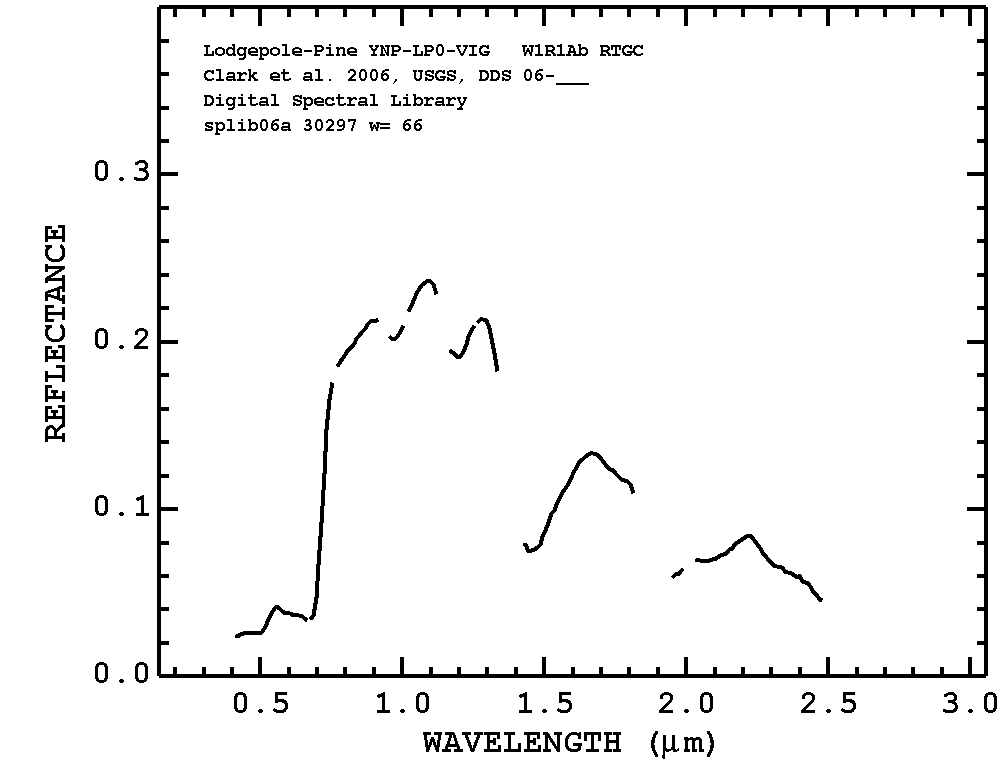 Lodgepole-Pine YNP-LP0-VIG W1R1Ab RTGC
Clark et al. 2006, USGS, DDS 06-___
Digital Spectral Library
splib06a 30297 w= 66
REFLECTANCE
0.3
0.2
0.1
0.0
0.5 1.0 1.5 2.0 2.5 3.0
WAVELENGTH (μm)